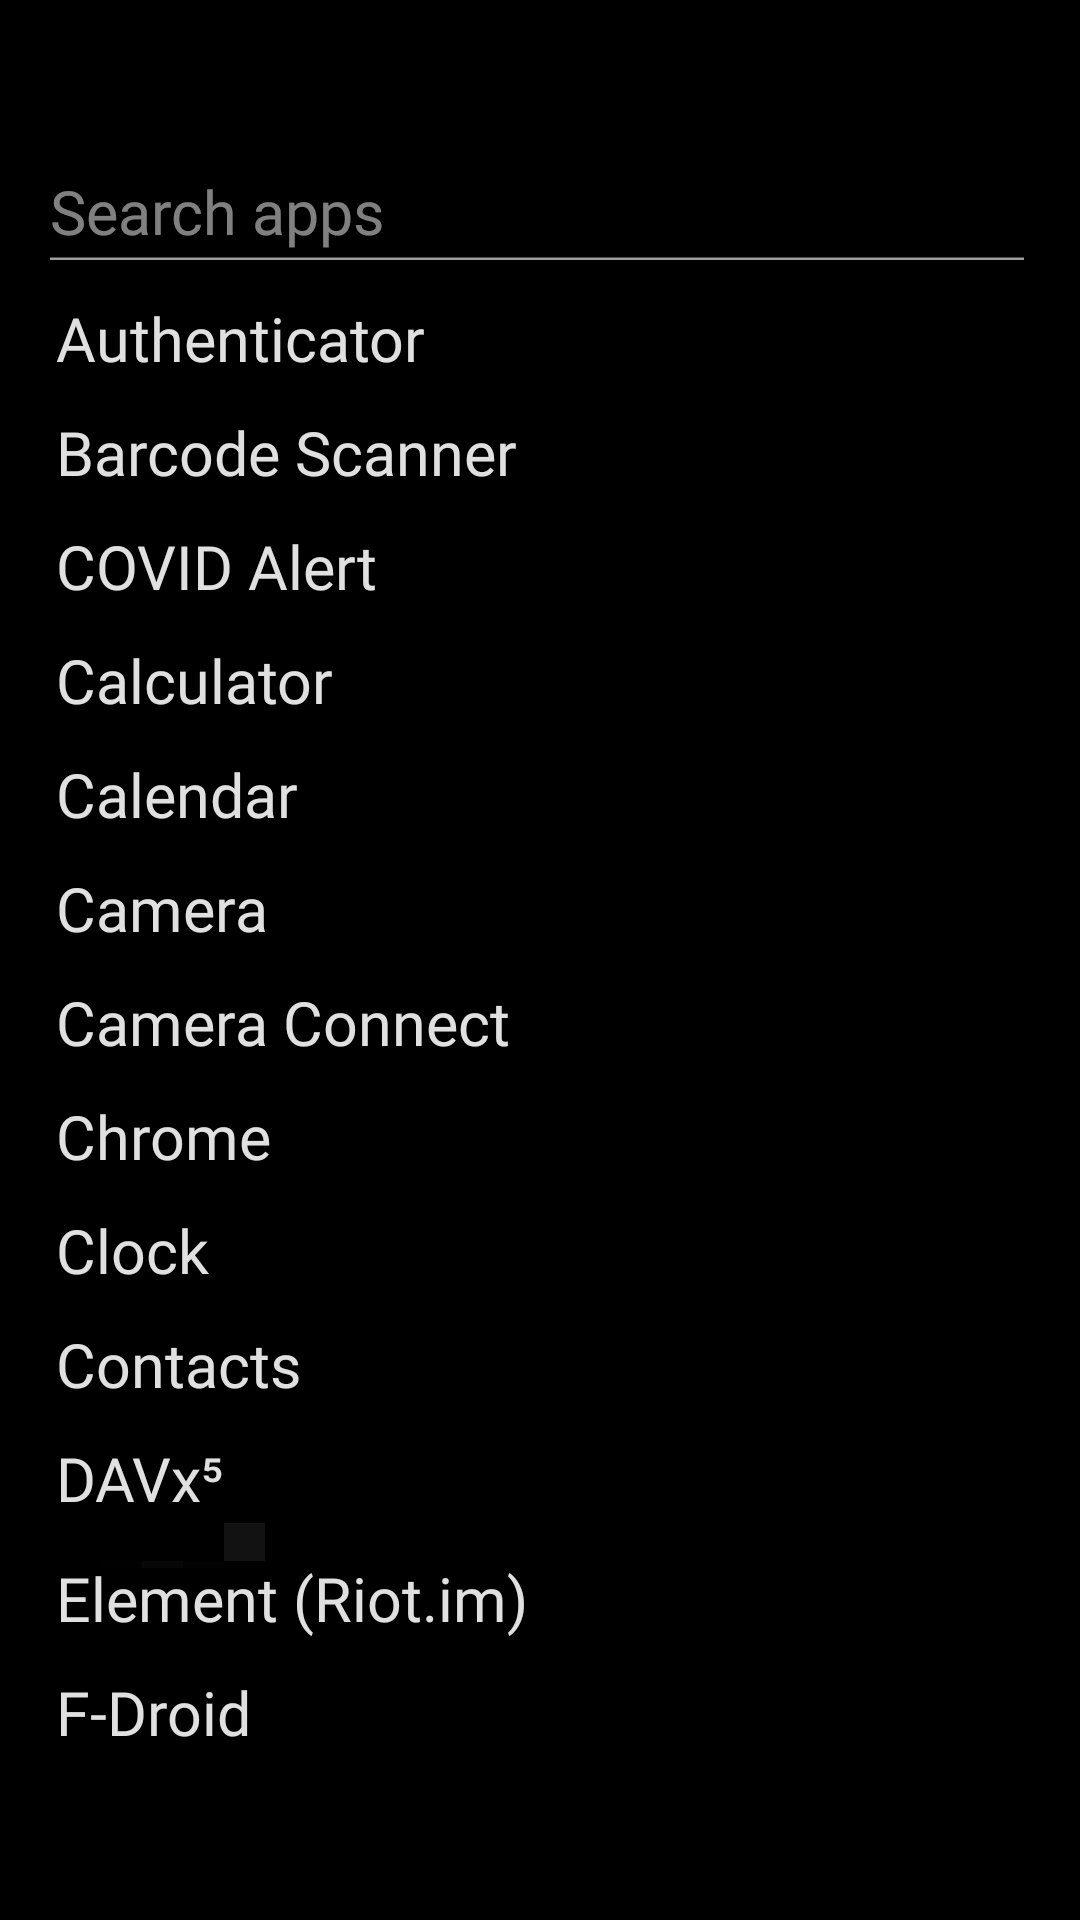 Search apps
Authenticator
Barcode Scanner
COVID Alert
Calculator
Calendar
Camera
Camera Connect
Chrome
Clock
Contacts
DAVx⁵
Element (Riot.im)
F-Droid